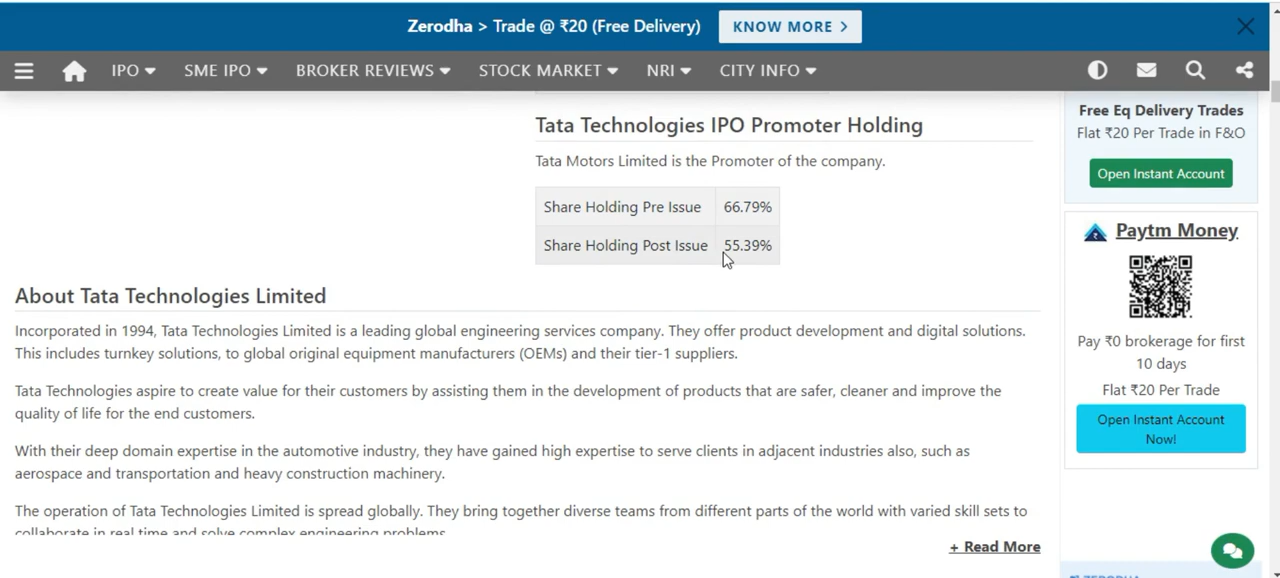 Zerodha > Trade @ ₹20 (Free Delivery) KNOW MORE >
IPO SME IPO BROKER REVIEWS STOCK MARKET NRI CITY INFO
Tata Technologies IPO Promoter Holding
Tata Motors Limited is the Promoter of the company.
Share Holding Pre Issue 66.79%
Share Holding Post Issue 55.39%
About Tata Technologies Limited
Incorporated in 1994, Tata Technologies Limited is a leading global engineering services company. They offer product development and digital solutions.
This includes turnkey solutions, to global original equipment manufacturers (OEMs) and their tier-1 suppliers.
Tata Technologies aspire to create value for their customers by assisting them in the development of products that are safer, cleaner and improve the
quality of life for the end customers.
With their deep domain expertise in the automotive industry, they have gained high expertise to serve clients in adjacent industries also, such as
aerospace and transportation and heavy construction machinery.
The operation of Tata Technologies Limited is spread globally. They bring together diverse teams from different parts of the world with varied skill sets to
collaborate in real time and solve complex engineering problems.
+ Read More
Free Eq Delivery Trades
Flat ₹20 Per Trade in F&O
Open Instant Account
Paytm Money
Pay ₹0 brokerage for first
10 days
Flat ₹20 Per Trade
Open Instant Account
Now!
ZERODHA